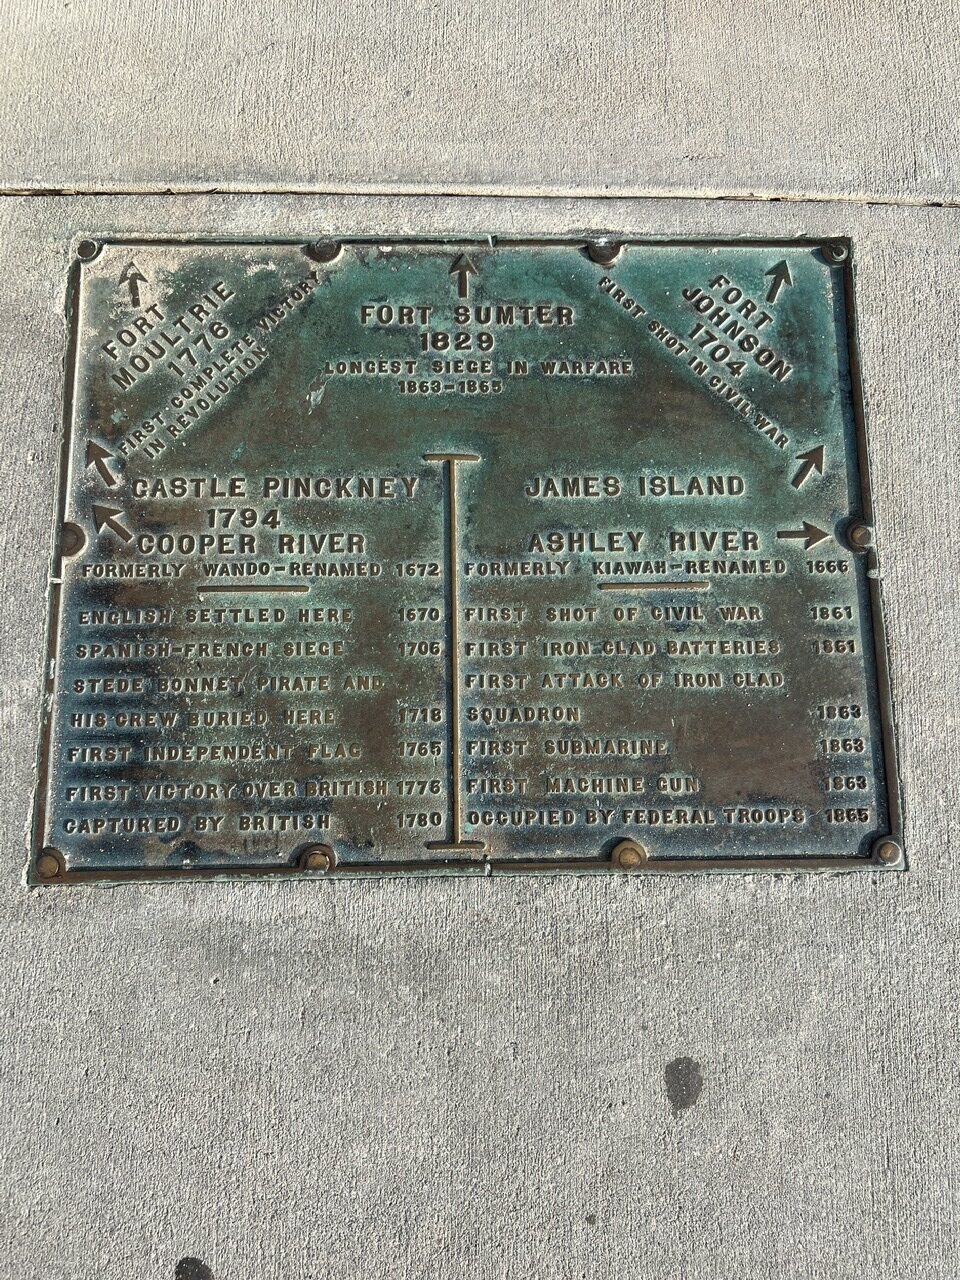 FORT
MOULTRIE
1776
FIRST COMPLETE VICTORY
IN REVOLUTION
FORT SUMTER
1829
LONGEST SIEGE IN WARFARE
1863-1865
FORT
JOHNSON
1704
FIRST SHOT IN CIVIL WAR
CASTLE PINCKNEY
1794
COOPER RIVER
FORMERLY WANDO-RENAMED 1672
ENGLISH SETTLED HERE 1670
SPANISH-FRENCH SIEGE 1706
STEDE BONNET PIRATE AND
HIS CREW BURIED HERE 1718
FIRST INDEPENDENT FLAG 1765
FIRST VICTORY OVER BRITISH 1776
CAPTURED BY BRITISH 1780
JAMES ISLAND
ASHLEY RIVER
FORMERLY KIAWAH-RENAMED 1666
FIRST SHOT OF CIVIL WAR 1861
FIRST IRON CLAD BATTERIES 1861
FIRST ATTACK OF IRON CLAD
SQUADRON 1863
FIRST SUBMARINE 1863
FIRST MACHINE GUN 1863
OCCUPIED BY FEDERAL TROOPS 1865